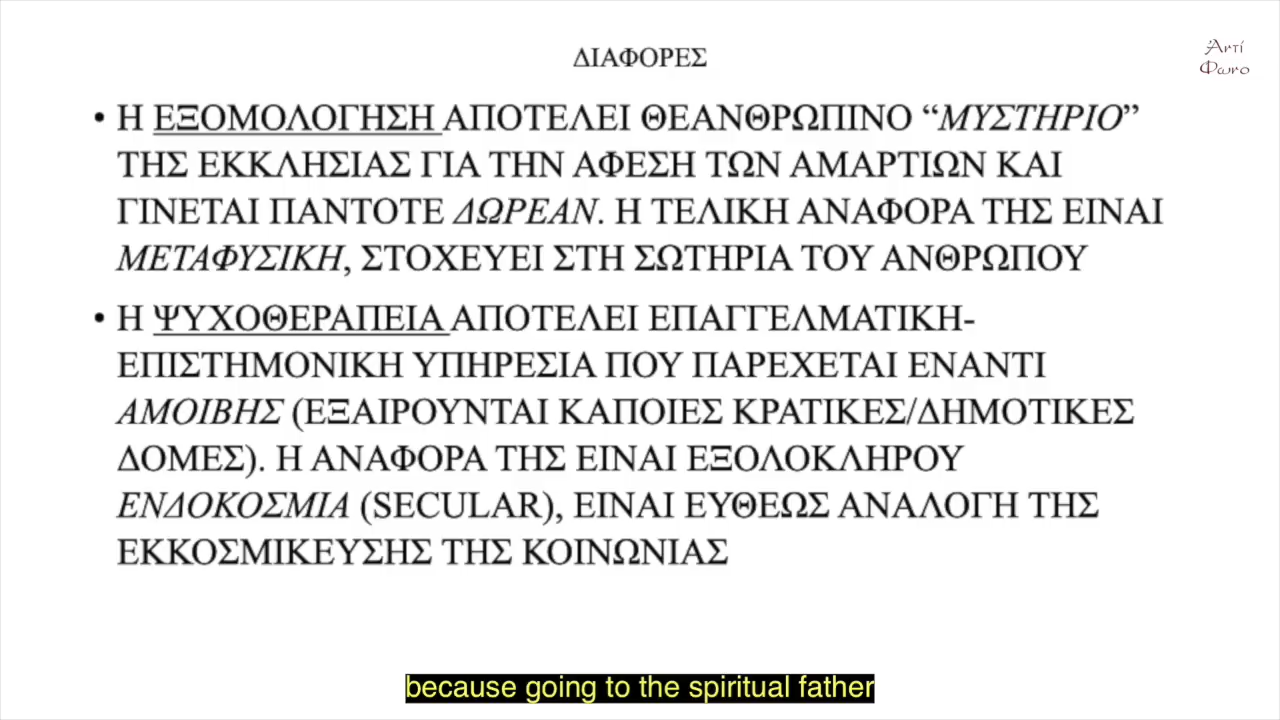 ΔΙΑΦΟΡΕΣ
Ἀντί
Φωνο
• Η ΕΞΟΜΟΛΟΓΗΣΗ ΑΠΟΤΕΛΕΙ ΘΕΑΝΘΡΩΠΙΝΟ “ΜΥΣΤΗΡΙΟ”
ΤΗΣ ΕΚΚΛΗΣΙΑΣ ΓΙΑ ΤΗΝ ΑΦΕΣΗ ΤΩΝ ΑΜΑΡΤΙΩΝ ΚΑΙ
ΓΙΝΕΤΑΙ ΠΑΝΤΟΤΕ ΔΩΡΕΑΝ. Η ΤΕΛΙΚΗ ΑΝΑΦΟΡΑ ΤΗΣ ΕΙΝΑΙ
ΜΕΤΑΦΥΣΙΚΗ, ΣΤΟΧΕΥΕΙ ΣΤΗ ΣΩΤΗΡΙΑ ΤΟΥ ΑΝΘΡΩΠΟΥ
• Η ΨΥΧΟΘΕΡΑΠΕΙΑ ΑΠΟΤΕΛΕΙ ΕΠΑΓΓΕΛΜΑΤΙΚΗ-
ΕΠΙΣΤΗΜΟΝΙΚΗ ΥΠΗΡΕΣΙΑ ΠΟΥ ΠΑΡΕΧΕΤΑΙ ΕΝΑΝΤΙ
ΑΜΟΙΒΗΣ (ΕΞΑΙΡΟΥΝΤΑΙ ΚΑΠΟΙΕΣ ΚΡΑΤΙΚΕΣ/ΔΗΜΟΤΙΚΕΣ
ΔΟΜΕΣ). Η ΑΝΑΦΟΡΑ ΤΗΣ ΕΙΝΑΙ ΕΞΟΛΟΚΛΗΡΟΥ
ΕΝΔΟΚΟΣΜΙΑ (SECULAR), ΕΙΝΑΙ ΕΥΘΕΩΣ ΑΝΑΛΟΓΗ ΤΗΣ
ΕΚΚΟΣΜΙΚΕΥΣΗΣ ΤΗΣ ΚΟΙΝΩΝΙΑΣ
because going to the spiritual father